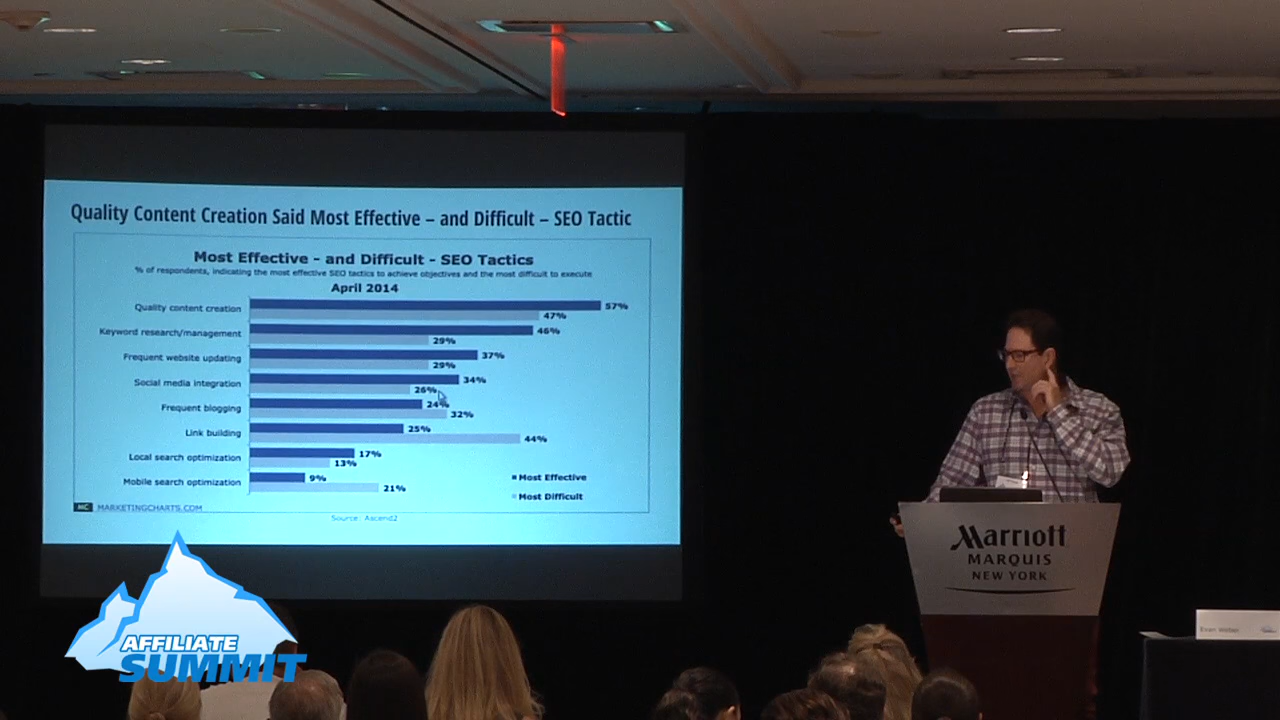 Quality Content Creation Said Most Effective – and Difficult – SEO Tactic
Most Effective - and Difficult - SEO Tactics
% of respondents, indicating the most effective SEO tactics to achieve objectives and the most difficult to execute
April 2014
Quality content creation 57%
47%
Keyword research/management 46%
29%
Frequent website updating 37%
29%
Social media integration 34%
26%
Frequent blogging 24%
32%
Link building 25%
44%
Local search optimization 17%
13%
Mobile search optimization 9%
21%
Most Effective
Most Difficult
MC MARKETINGCHARTS.COM
Source: Ascend2
AFFILIATE
SUMMIT
Marriott
MARQUIS
NEW YORK
Evan Weber